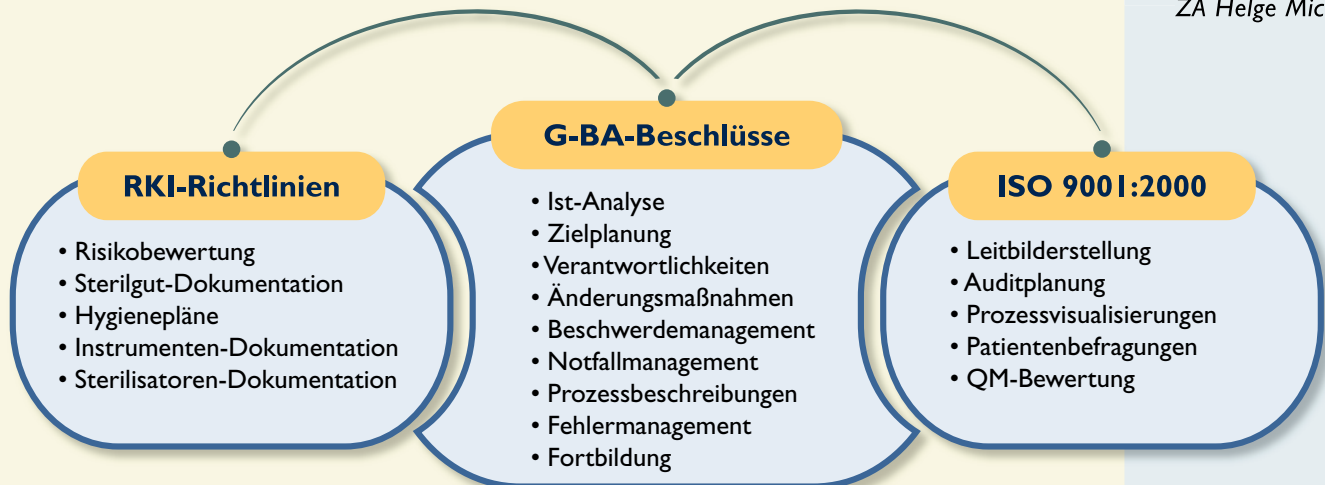 ZA Helge Mic
G-BA-Beschlüsse
RKI-Richtlinien
ISO 9001:2000
• Risikobewertung
• Sterilgut-Dokumentation
• Hygienepläne
• Instrumenten-Dokumentation
• Sterilisatoren-Dokumentation
• Ist-Analyse
• Zielplanung
• Verantwortlichkeiten
• Änderungsmaßnahmen
• Beschwerdemanagement
• Notfallmanagement
• Prozessbeschreibungen
• Fehlermanagement
• Fortbildung
• Leitbilderstellung
• Auditplanung
• Prozessvisualisierungen
• Patientenbefragungen
• QM-Bewertung